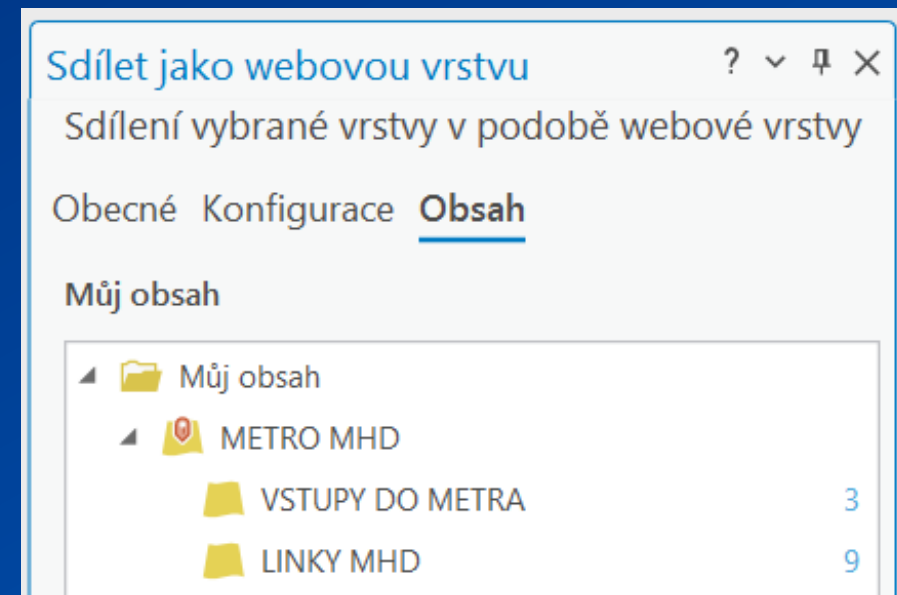 Sdílet jako webovou vrstvu ?
Sdílení vybrané vrstvy v podobě webové vrstvy
Obecné Konfigurace Obsah
Můj obsah
Můj obsah
METRO MHD
VSTUPY DO METRA 3
LINKY MHD 9